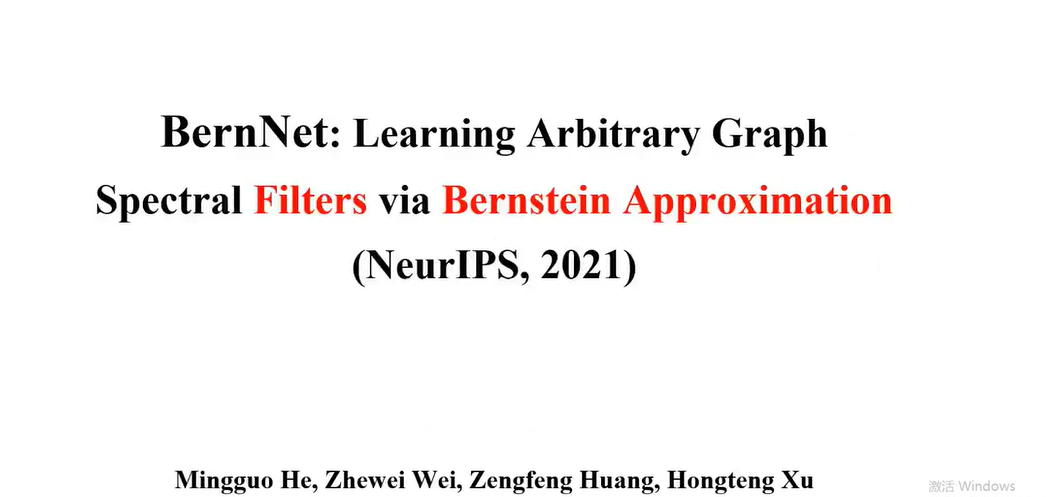 BernNet: Learning Arbitrary Graph
Spectral Filters via Bernstein Approximation
(NeurIPS, 2021)
Mingguo He, Zhewei Wei, Zengfeng Huang, Hongteng Xu
激活 Windows